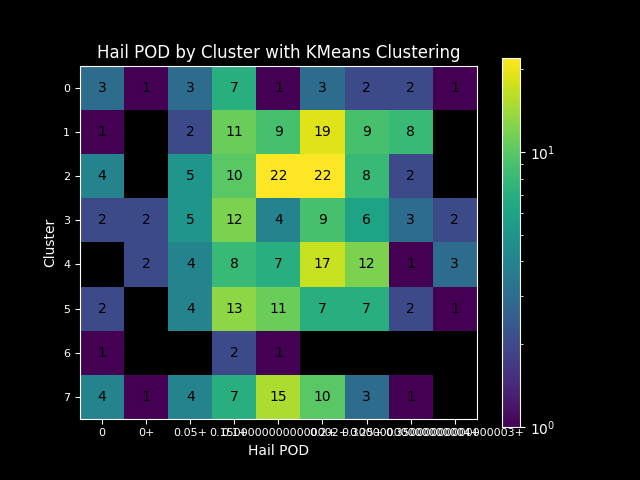 Hail POD by Cluster with KMeans Clustering
0 3 1 3 7 1 3 2 2 1
1 1 2 11 9 19 9 8
2 4 5 10 22 22 8 2
3 2 2 5 12 4 9 6 3 2
4 2 4 8 7 17 12 1 3
5 2 4 13 11 7 7 2 1
6 1 2 1
7 4 1 4 7 15 10 3 1
0 0+ 0.05+
Hail POD
Cluster
10¹
10⁰